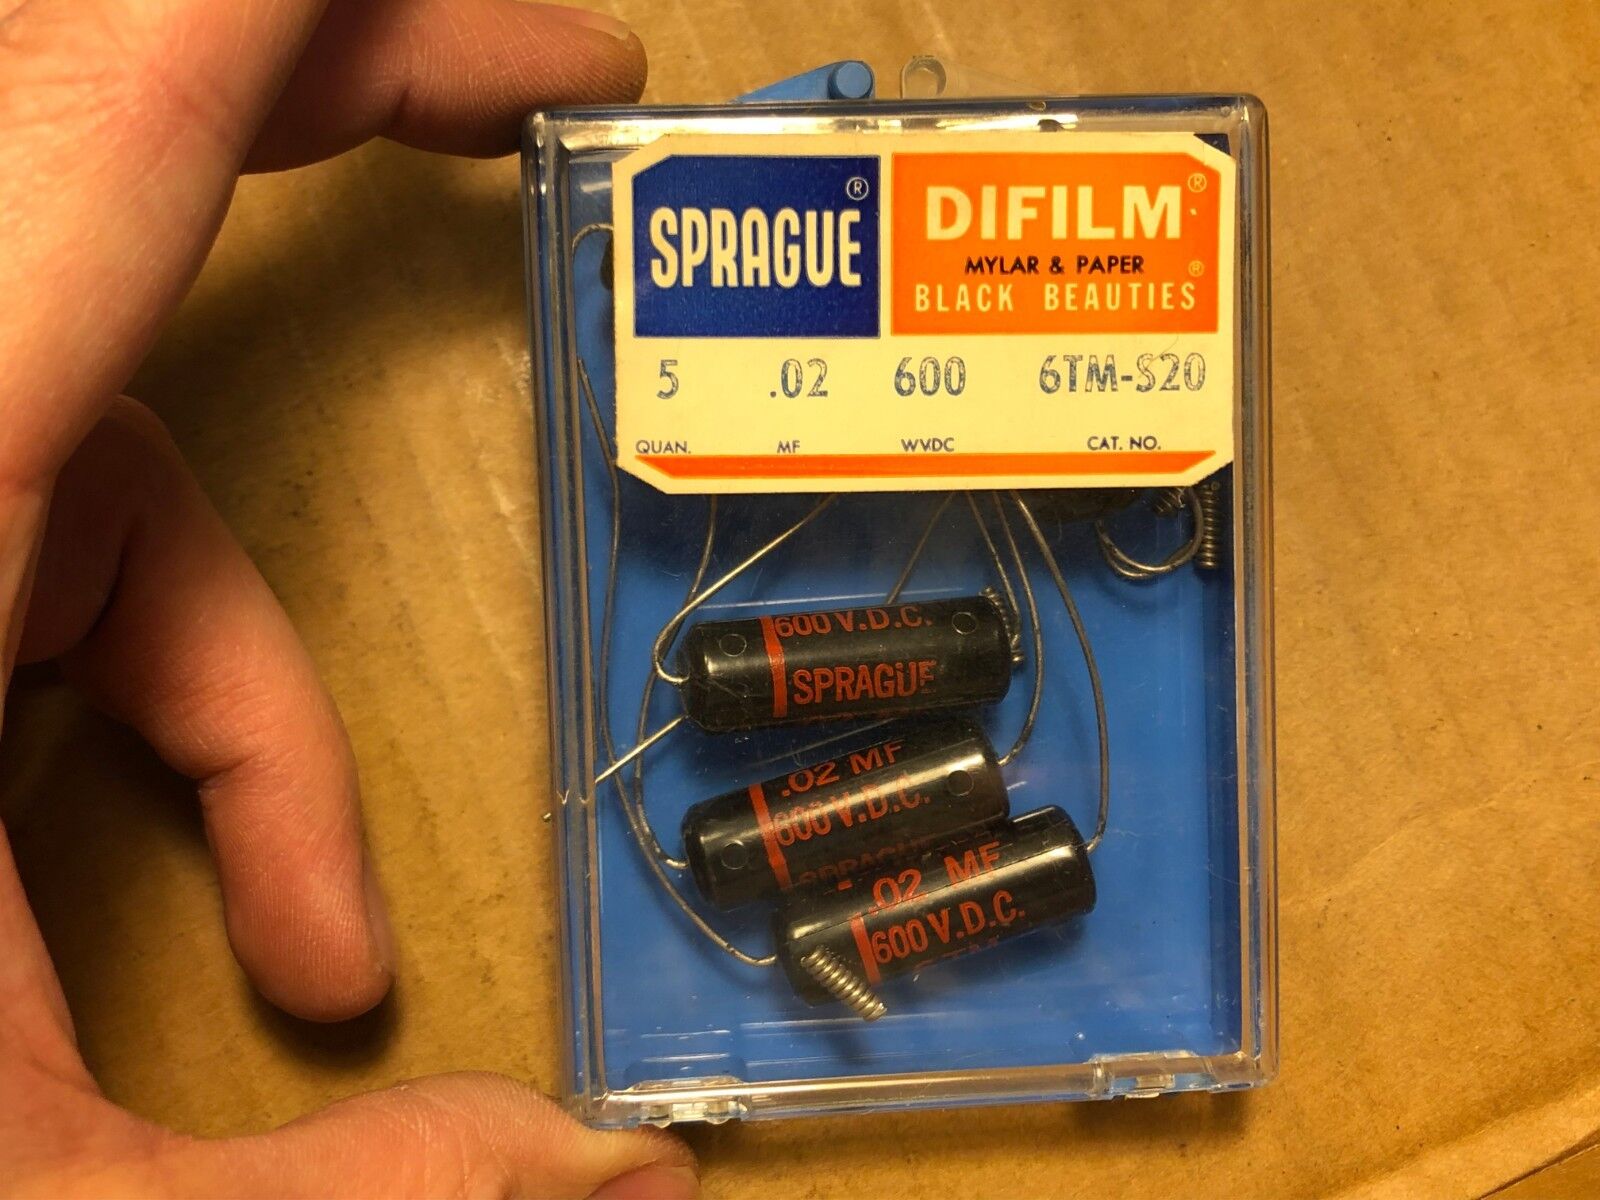 SPRAGUE ®
DIFILM ®
MYLAR & PAPER
BLACK BEAUTIES ®
5 .02 600 6TM-S20
QUAN. MF WVDC CAT. NO.
600 V.D.C.
SPRAGUE
.02 MF
600 V.D.C.
SPRAGUE
.02 MF
600 V.D.C.